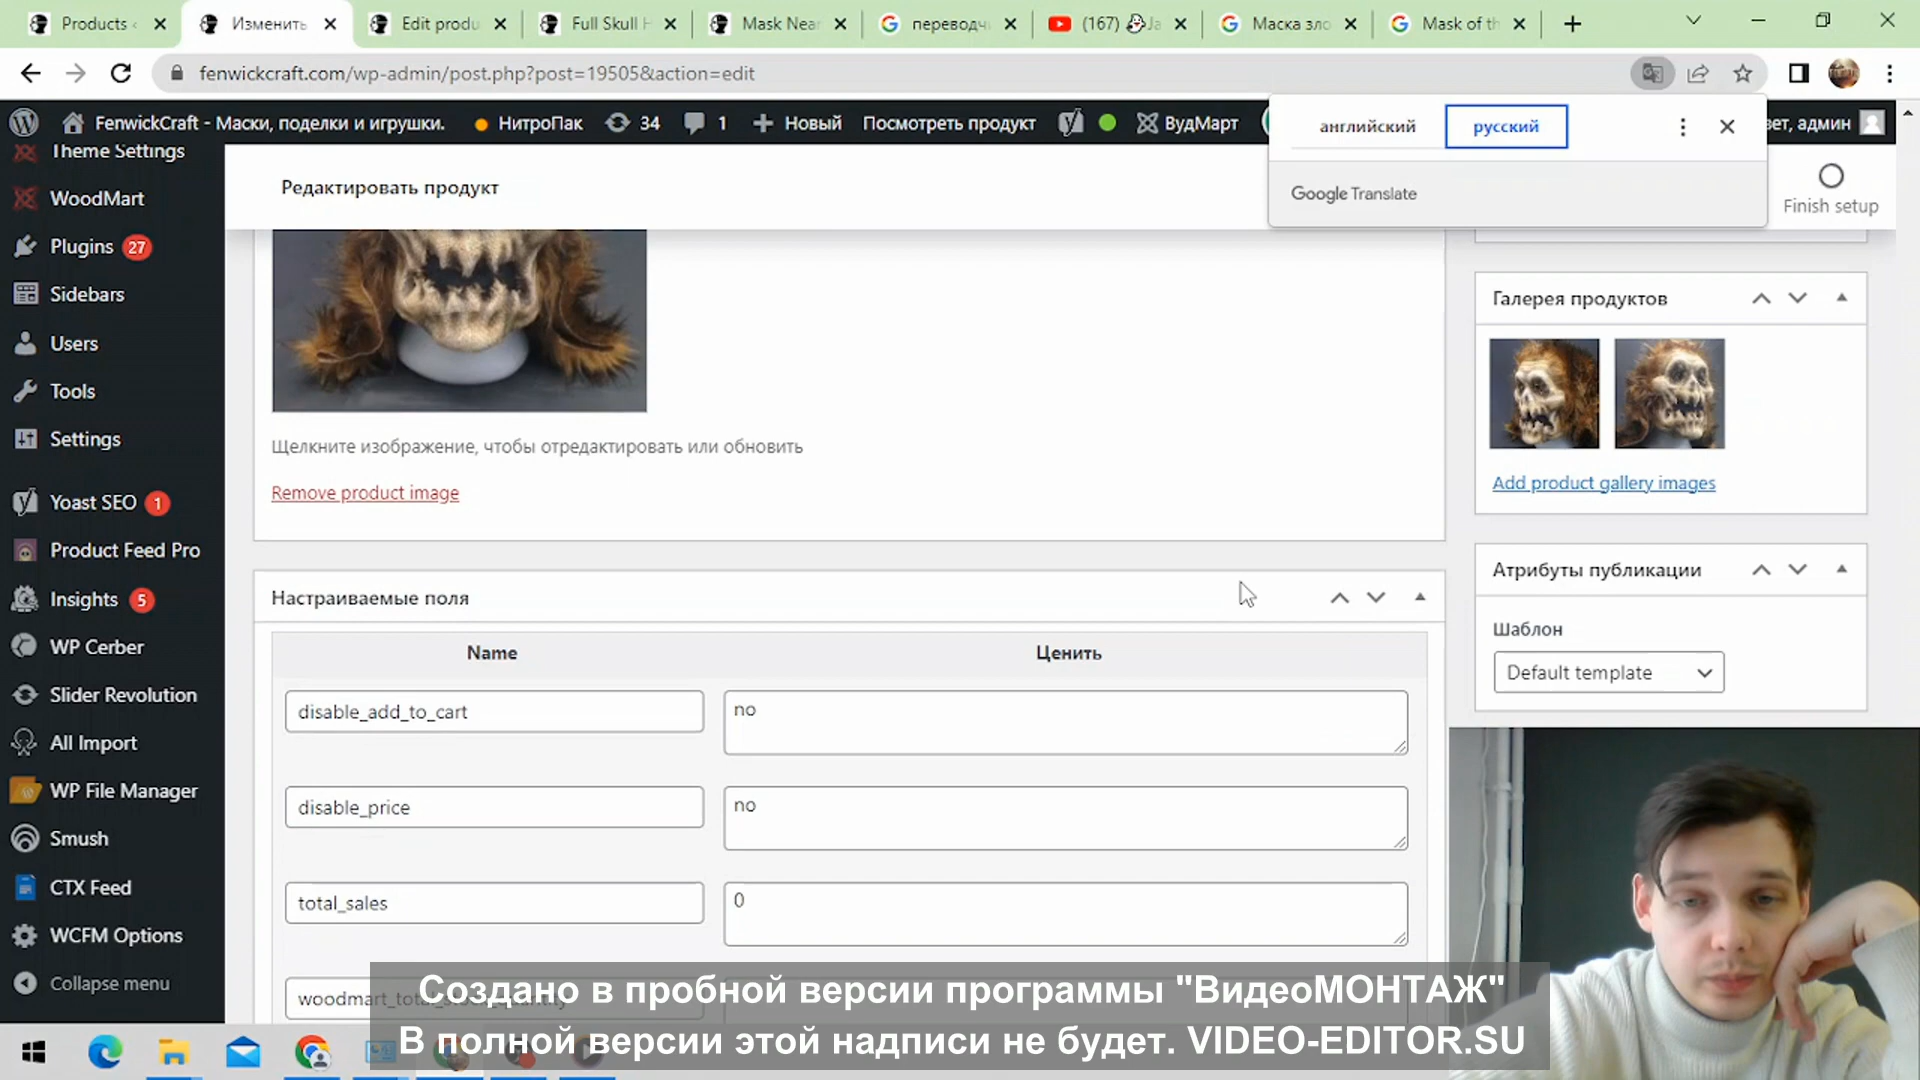 Products
Изменить
Edit produ
Full Skull H
Mask Near
переводч
(167)
Ja
Маска зло
Mask of th
fenwickcraft.com/wp-admin/post.php?post=19505&action=edit
FenwickCraft - Маски, поделки и игрушки.
НитроПак
34
1
Новый
Посмотреть продукт
ВудМарт
английский
русский
вет, админ
Google Translate
Finish setup
Theme Settings
WoodMart
Plugins 27
Sidebars
Users
Tools
Settings
Yoast SEO 1
Product Feed Pro
Insights 5
WP Cerber
Slider Revolution
All Import
WP File Manager
Smush
CTX Feed
WCFM Options
Collapse menu
Редактировать продукт
Щелкните изображение, чтобы отредактировать или обновить
Remove product image
Настраиваемые поля
Name
Ценить
disable_add_to_cart
no
disable_price
no
total_sales
0
Галерея продуктов
Add product gallery images
Атрибуты публикации
Шаблон
Default template
Создано в пробной версии программы "ВидеоМОНТАЖ"
В полной версии этой надписи не будет. VIDEO-EDITOR.SU